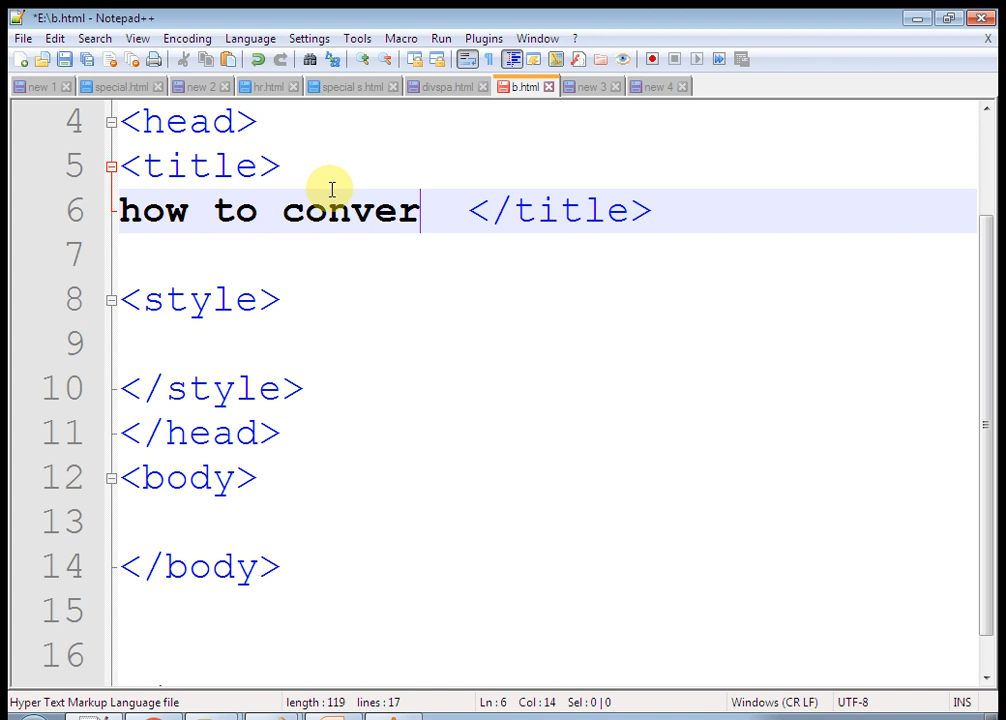 *E:\b.html - Notepad++
File Edit Search View Encoding Language Settings Tools Macro Run Plugins Window ? X
new 1 special.html new 2 hr.html special s.html divspa.html b.html new 3 new 4
4 <head>
5 <title>
6 how to conver </title>
7
8 <style>
9
10 </style>
11 </head>
12 <body>
13
14 </body>
15
16
Hyper Text Markup Language file length : 119 lines : 17 Ln : 6 Col : 14 Sel : 0 | 0 Windows (CR LF) UTF-8 INS